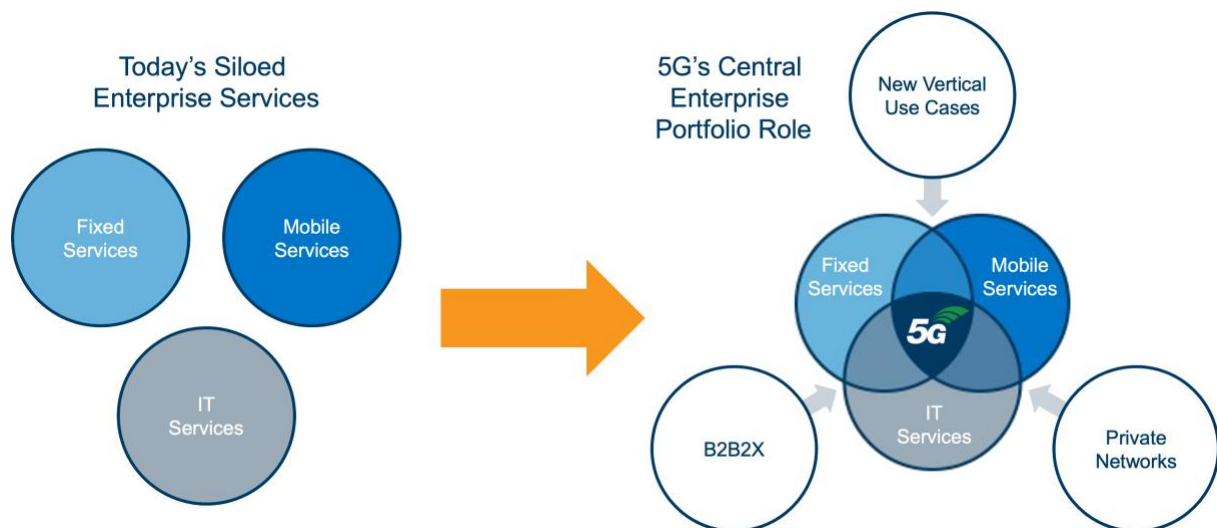 Today's Siloed
Enterprise Services
Fixed
Services
Mobile
Services
IT
Services
5G's Central
Enterprise
Portfolio Role
New Vertical
Use Cases
Fixed
Services
Mobile
Services
5G
IT
Services
B2B2X
Private
Networks